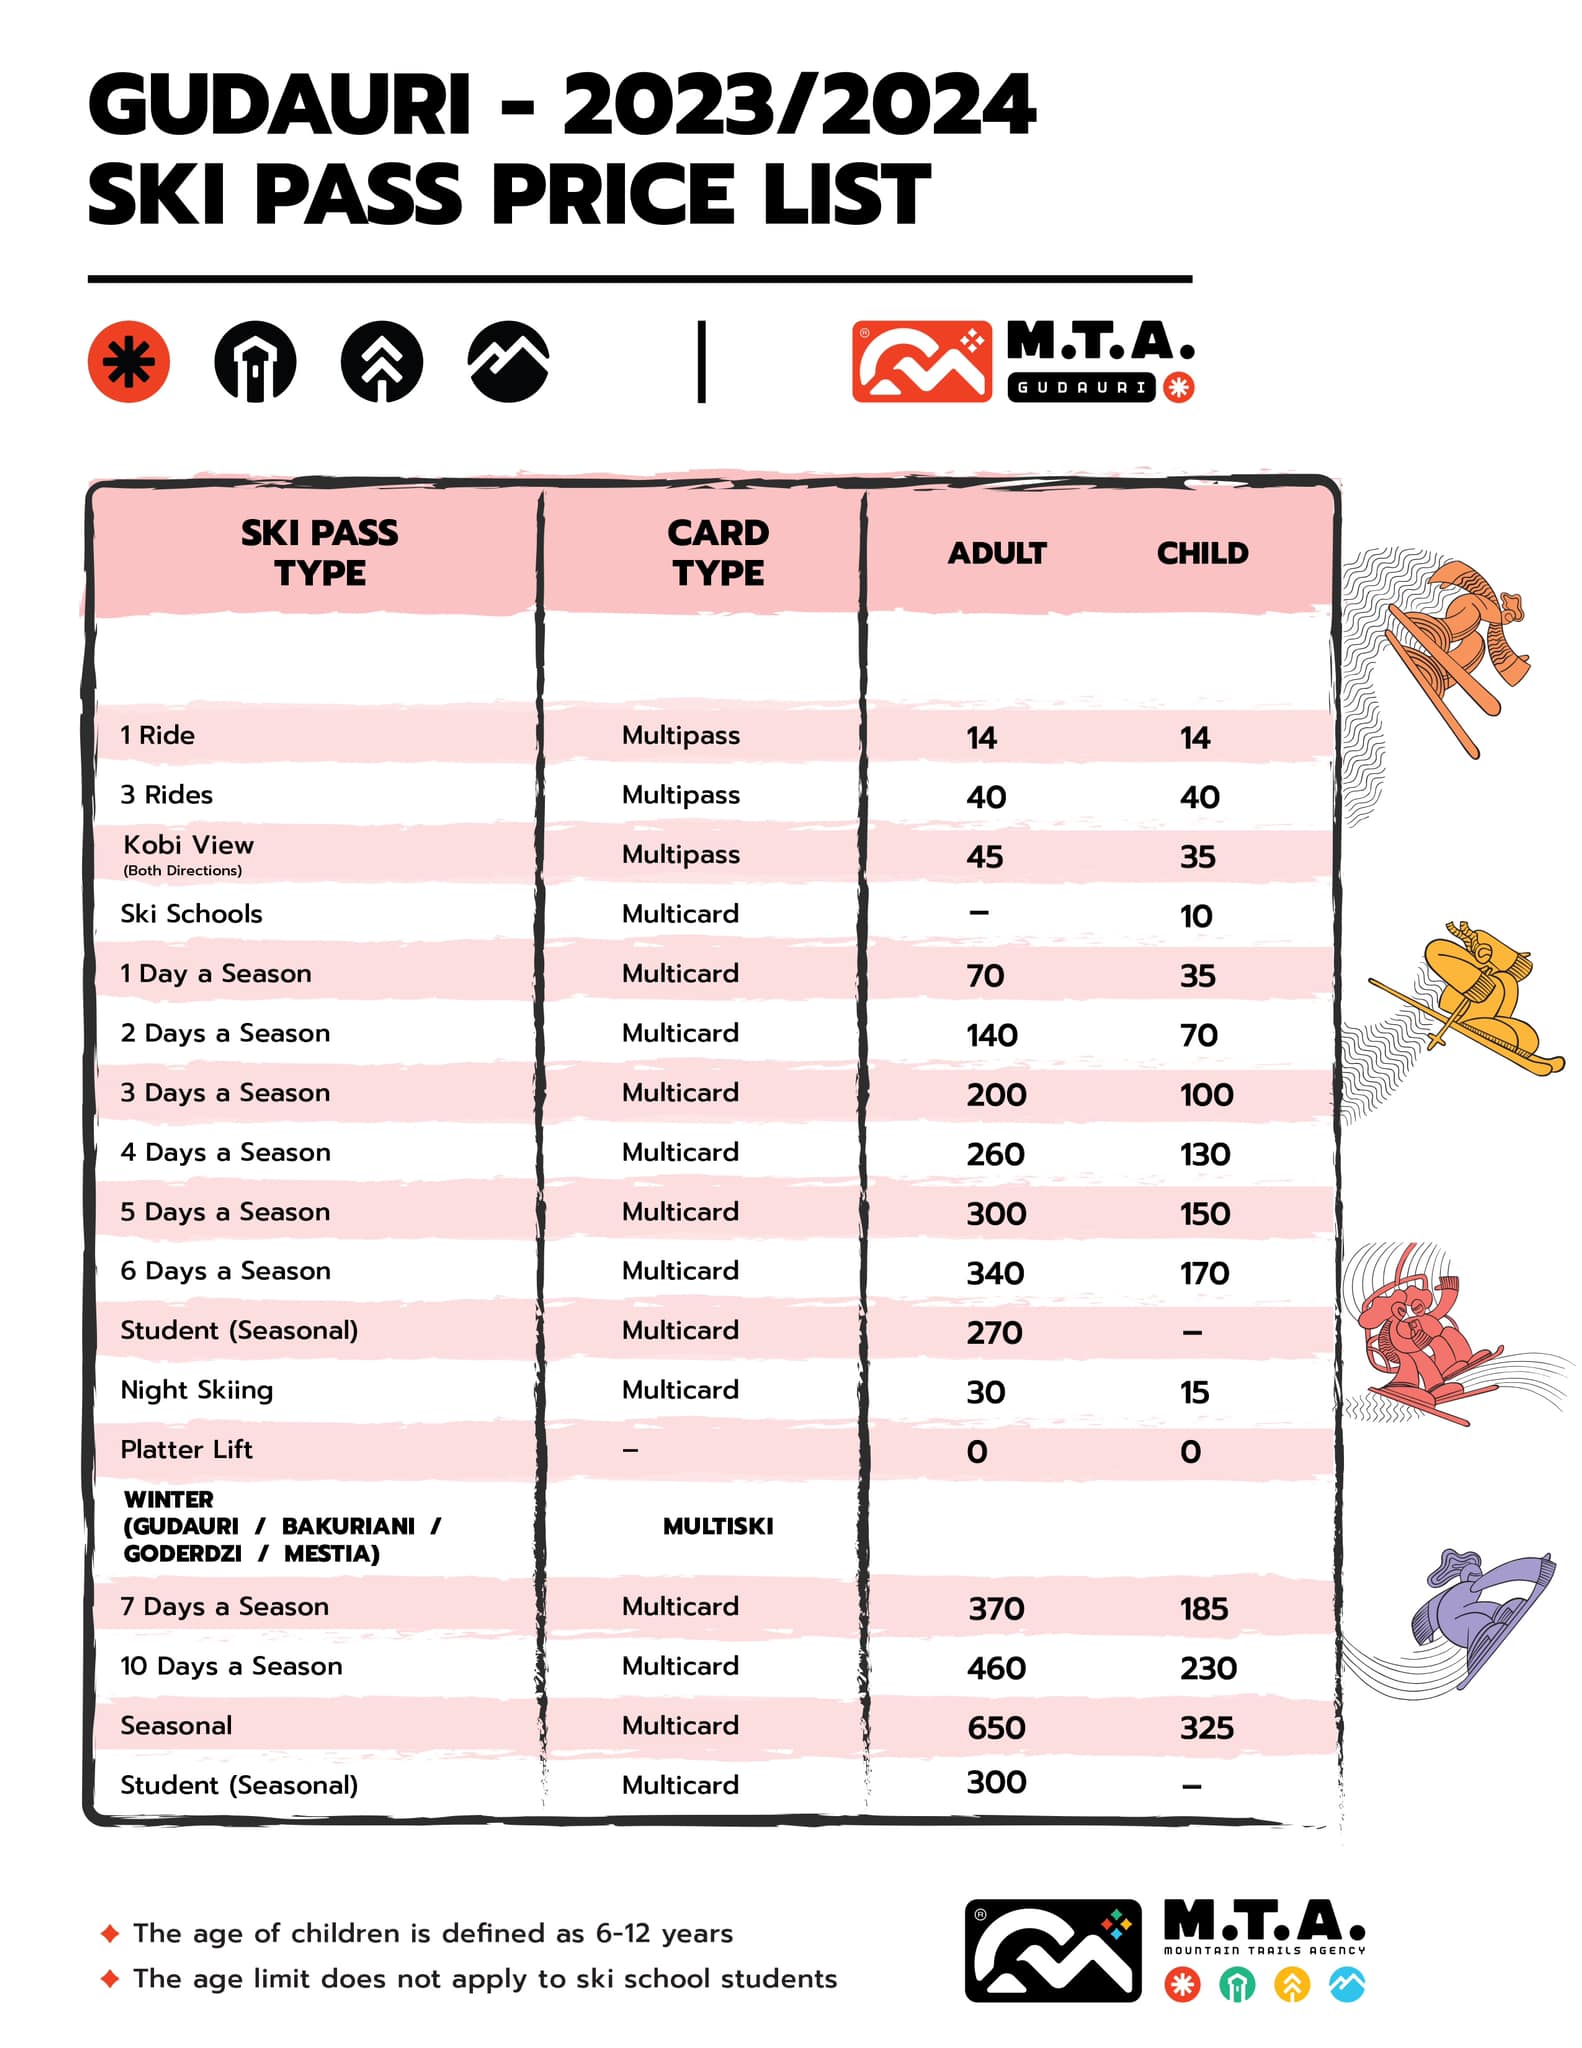 GUDAURI - 2023/2024
SKI PASS PRICE LIST
® M.T.A.
GUDAURI
SKI PASS TYPE CARD TYPE ADULT CHILD
1 Ride Multipass 14 14
3 Rides Multipass 40 40
Kobi View Multipass 45 35
(Both Directions)
Ski Schools Multicard – 10
1 Day a Season Multicard 70 35
2 Days a Season Multicard 140 70
3 Days a Season Multicard 200 100
4 Days a Season Multicard 260 130
5 Days a Season Multicard 300 150
6 Days a Season Multicard 340 170
Student (Seasonal) Multicard 270 –
Night Skiing Multicard 30 15
Platter Lift – 0 0
WINTER
(GUDAURI / BAKURIANI / MULTISKI
GODERDZI / MESTIA)
7 Days a Season Multicard 370 185
10 Days a Season Multicard 460 230
Seasonal Multicard 650 325
Student (Seasonal) Multicard 300 –
The age of children is defined as 6-12 years
The age limit does not apply to ski school students
® M.T.A.
MOUNTAIN TRAILS AGENCY